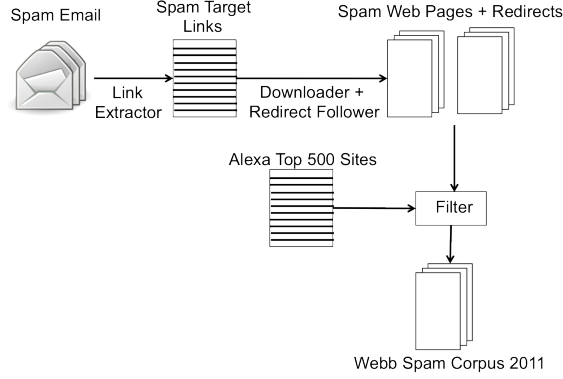 Spam Email
Spam Target
Links
Spam Web Pages + Redirects
Link
Extractor
Downloader +
Redirect Follower
Alexa Top 500 Sites
Filter
Webb Spam Corpus 2011